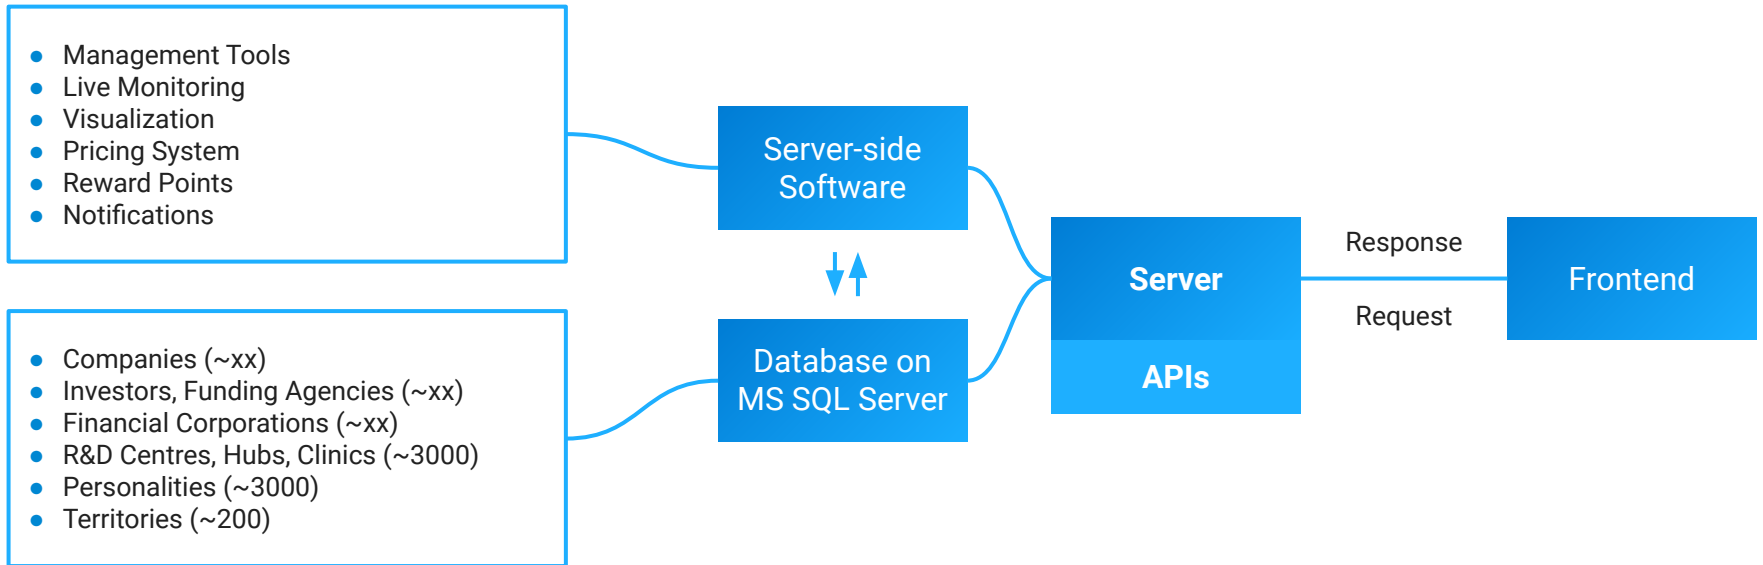 Management Tools
Live Monitoring
Visualization
Pricing System
Reward Points
Notifications
Companies (~xx)
Investors, Funding Agencies (~xx)
Financial Corporations (~xx)
R&D Centres, Hubs, Clinics (~3000)
Personalities (~3000)
Territories (~200)
Server-side
Software
Database on
MS SQL Server
Server
APIs
Response
Request
Frontend